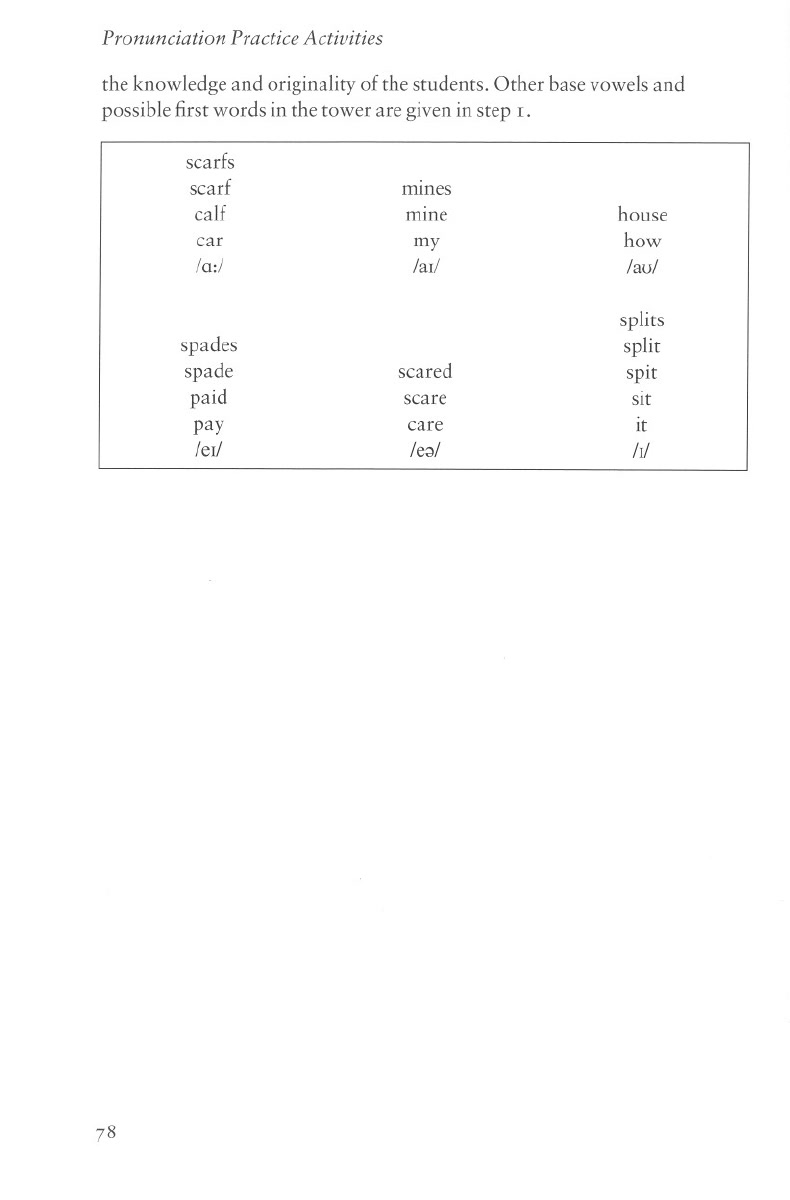 Pronunciation Practice Activities
the knowledge and originality of the students. Other base vowels and
possible first words in the tower are given in step 1.
scarfs
scarf mines
calf mine house
car my how
/ɑː/ /aɪ/ /aʊ/
splits
spades split
spade scared spit
paid scare sit
pay care it
/eɪ/ /eə/ /ɪ/
78